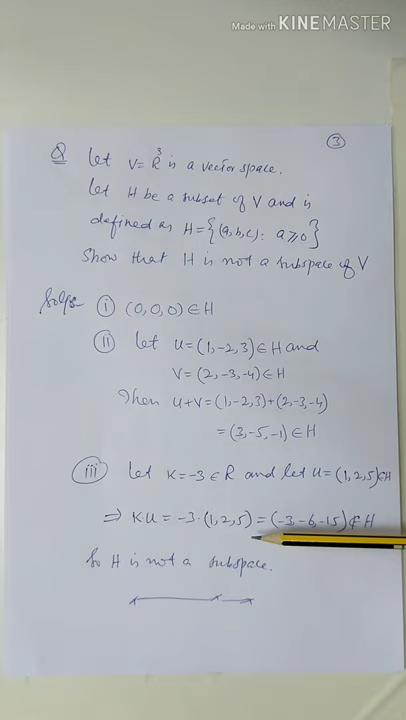 Made with KINEMASTER
③
Q Let V=R³ is a vector space.
Let H be a subset of V and is
defined as H={(a,b,c): a≥0}
Show that H is not a subspace of V
Soln: ⓘ (0,0,0)∈H
ⓘⓘ Let U=(1,-2,3)∈H and
V=(2,-3,-4)∈H
Then U+V=(1,-2,3)+(2,-3,-4)
=(3,-5,-1)∈H
iii Let K=-3∈R and let U=(1,2,5)∈H
⇒ KU=-3·(1,2,5)=(-3,-6,-15)∉H
So H is not a subspace.